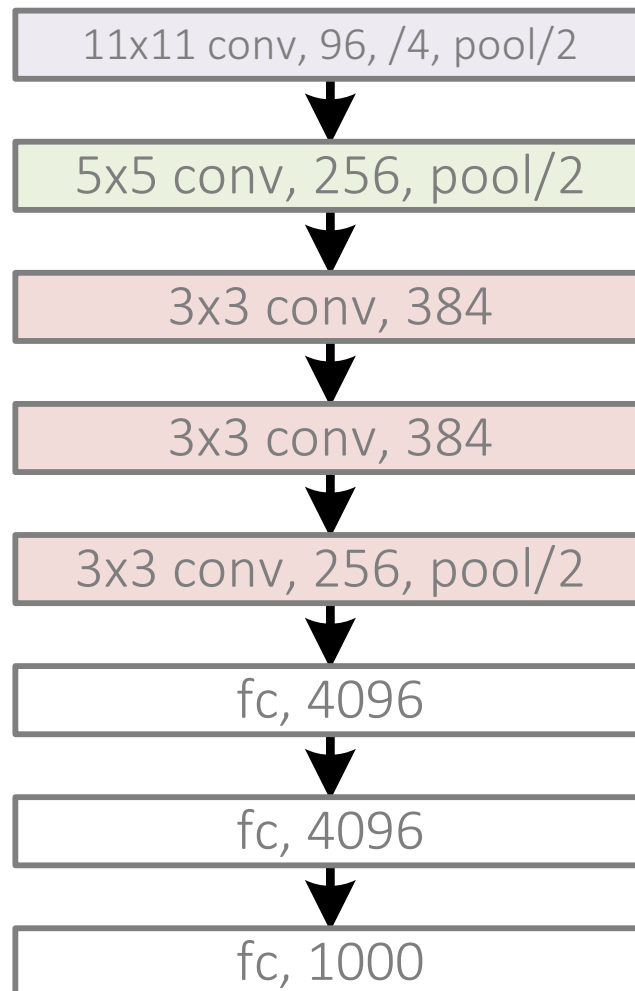 11x11 conv, 96, /4, pool/2
5x5 conv, 256, pool/2
3x3 conv, 384
3x3 conv, 384
3x3 conv, 256, pool/2
fc, 4096
fc, 4096
fc, 1000